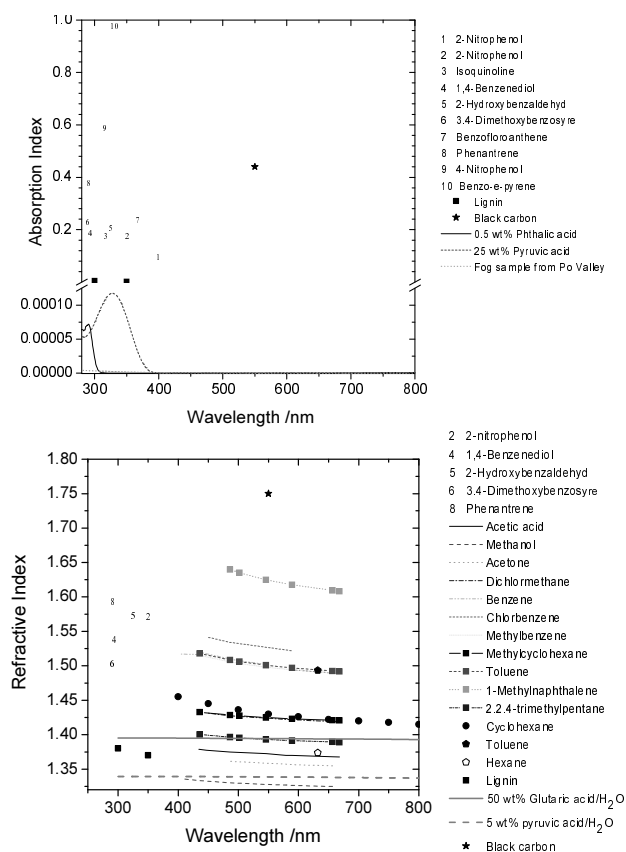 1.0
0.8
0.6
0.4
0.2
0.00010
0.00005
0.00000
Absorption Index
10
9
8
6
4
3
5
2
7
1
300 400 500 600 700 800
Wavelength /nm
1 2-Nitrophenol
2 2-Nitrophenol
3 Isoquinoline
4 1,4-Benzenediol
5 2-Hydroxybenzaldehyd
6 3.4-Dimethoxybenzosyre
7 Benzofloroanthene
8 Phenantrene
9 4-Nitrophenol
10 Benzo-e-pyrene
Lignin
Black carbon
0.5 wt% Phthalic acid
25 wt% Pyruvic acid
Fog sample from Po Valley
1.80
1.75
1.70
1.65
1.60
1.55
1.50
1.45
1.40
1.35
Refractive Index
8
5
2
4
6
300 400 500 600 700 800
Wavelength /nm
2 2-nitrophenol
4 1,4-Benzenediol
5 2-Hydroxybenzaldehyd
6 3.4-Dimethoxybenzosyre
8 Phenantrene
Acetic acid
Methanol
Acetone
Dichlormethane
Benzene
Chlorbenzene
Methylbenzene
Methylcyclohexane
Toluene
1-Methylnaphthalene
2.2.4-trimethylpentane
Cyclohexane
Toluene
Hexane
Lignin
50 wt% Glutaric acid/H₂O
5 wt% pyruvic acid/H₂O
Black carbon